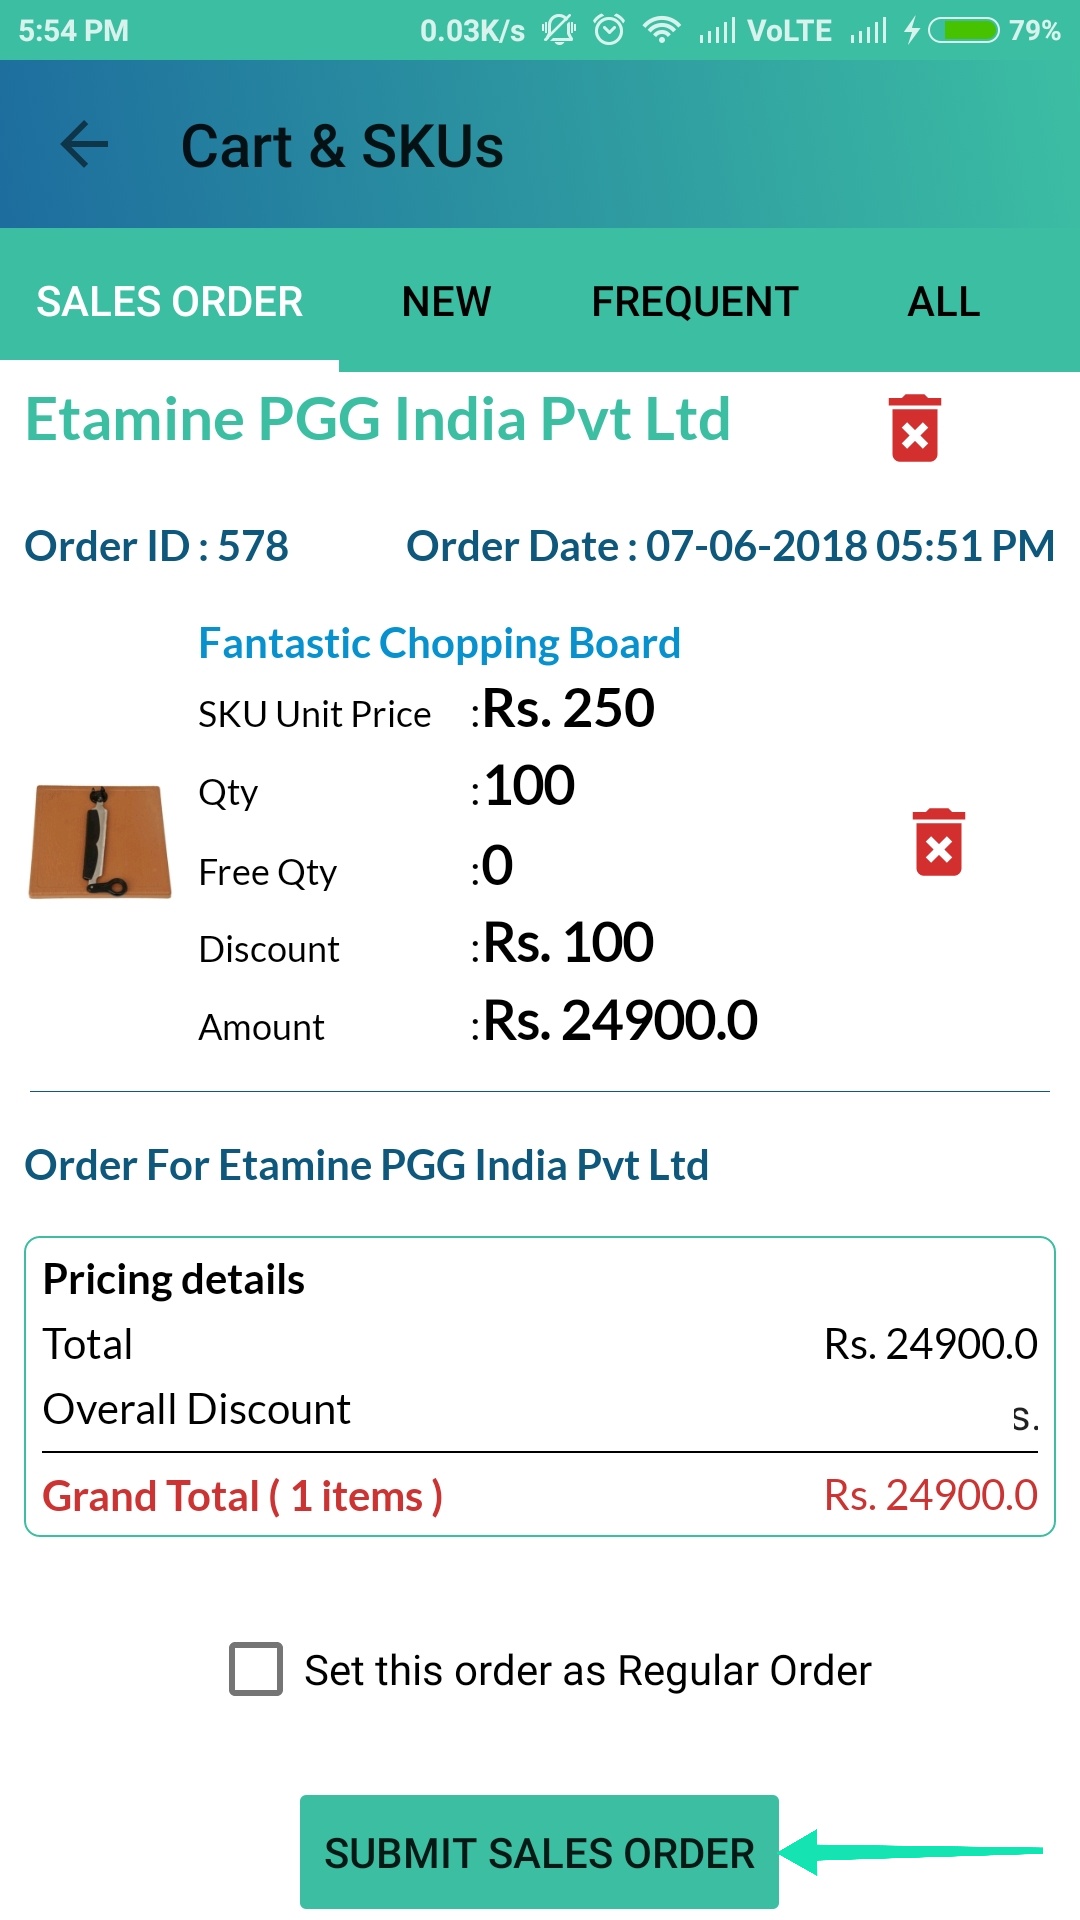 5:54 PM 0.03K/s VoLTE 79%
Cart & SKUs
SALES ORDER NEW FREQUENT ALL
Etamine PGG India Pvt Ltd
Order ID : 578 Order Date : 07-06-2018 05:51 PM
Fantastic Chopping Board
SKU Unit Price :Rs. 250
Qty :100
Free Qty :0
Discount :Rs. 100
Amount :Rs. 24900.0
Order For Etamine PGG India Pvt Ltd
Pricing details
Total Rs. 24900.0
Overall Discount s.
Grand Total ( 1 items ) Rs. 24900.0
Set this order as Regular Order
SUBMIT SALES ORDER